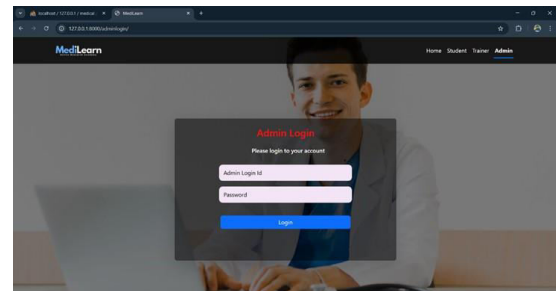 localhost / 127.0.0.1 / medical
MediLearn
127.0.0.1:8000/adminlogin/
MediLearn
Home Student Trainer Admin
Admin Login
Please login to your account
Admin Login Id
Password
Login